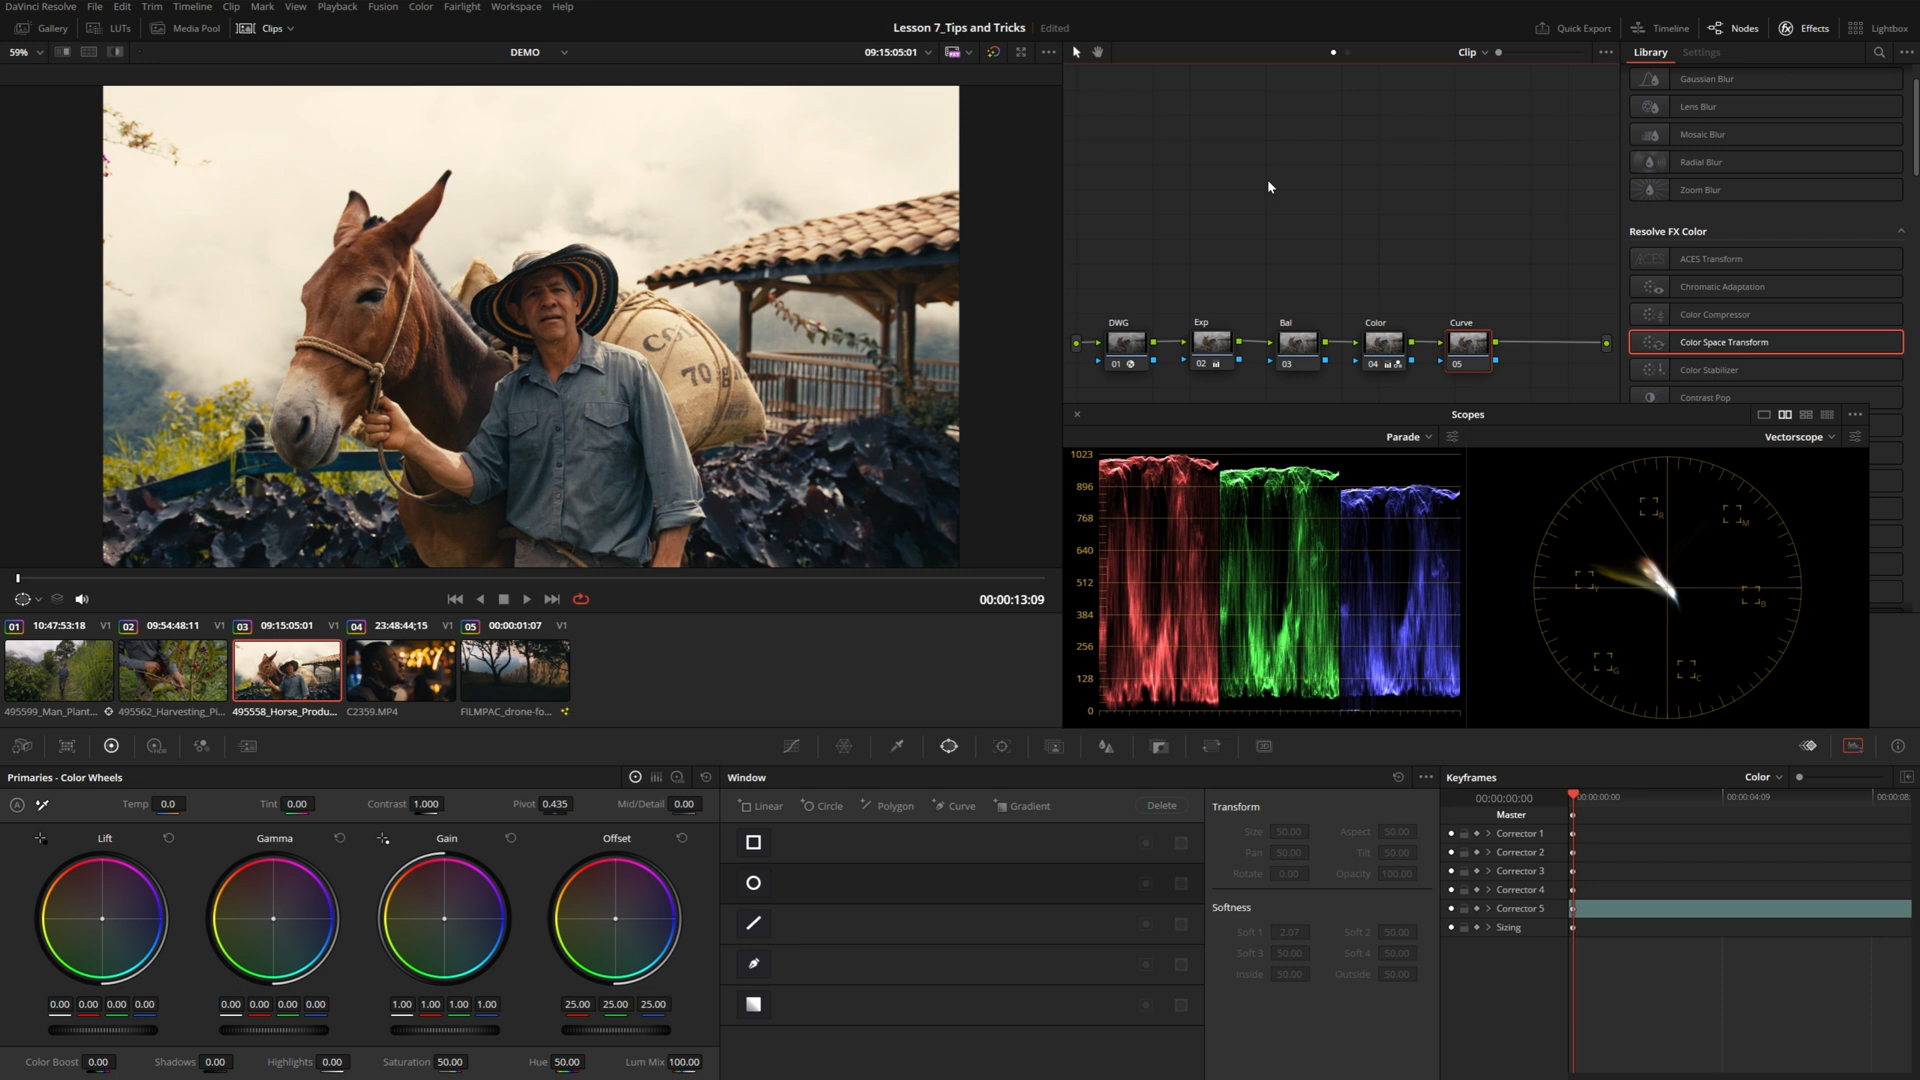 DaVinci Resolve File Edit Trim Timeline Clip Mark View Playback Fusion Color Fairlight Workspace Help
Gallery LUTs Media Pool Clips Lesson 7_Tips and Tricks Edited Quick Export Timeline Nodes Effects Lightbox
59% DEMO 09:15:05:01 Clip Library Settings
Gaussian Blur
Lens Blur
Mosaic Blur
Radial Blur
Zoom Blur
Resolve FX Color
ACES ACES Transform
Chromatic Adaptation
Color Compressor
Color Space Transform
Color Stabilizer
Contrast Pop
DWG Exp Bal Color Curve
01 02 03 04 05
COL
70
Scopes
Parade Vectorscope
1023
896
768
640
512
384
256
128
0
R M
Y B
G C
00:00:13:09
01 10:47:53:18 V1 02 09:54:48:11 V1 03 09:15:05:01 V1 04 23:48:44;15 V1 05 00:00:01:07 V1
495599_Man_Plant... 495562_Harvesting_Pi... 495558_Horse_Produ... C2359.MP4 FILMPAC_drone-fo...
Primaries - Color Wheels
A Temp 0.0 Tint 0.00 Contrast 1.000 Pivot 0.435 Mid/Detail 0.00
Lift Gamma Gain Offset
0.00 0.00 0.00 0.00 0.00 0.00 0.00 0.00 1.00 1.00 1.00 1.00 25.00 25.00 25.00
Color Boost 0.00 Shadows 0.00 Highlights 0.00 Saturation 50.00 Hue 50.00 Lum Mix 100.00
Window
Linear Circle Polygon Curve Gradient Delete
Transform
Size 50.00 Aspect 50.00
Pan 50.00 Tilt 50.00
Rotate 0.00 Opacity 100.00
Softness
Soft 1 2.07 Soft 2 50.00
Soft 3 50.00 Soft 4 50.00
Inside 50.00 Outside 50.00
Keyframes Color
00:00:00:00 00:00:00:00 00:00:04:09 00:00:08:
Master
Corrector 1
Corrector 2
Corrector 3
Corrector 4
Corrector 5
Sizing